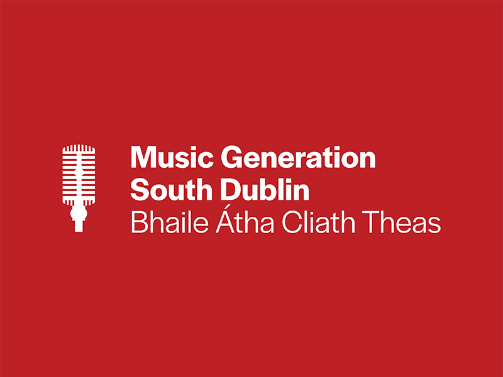 Music Generation
South Dublin
Bhaile Átha Cliath Theas